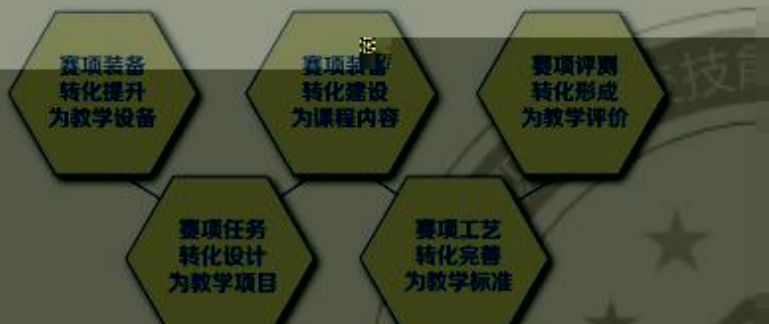 赛项装备
转化提升
为教学设备
赛项装备
转化建设
为课程内容
赛项评测
转化形成
为教学评价
赛项任务
转化设计
为教学项目
赛项工艺
转化完善
为教学标准
技能